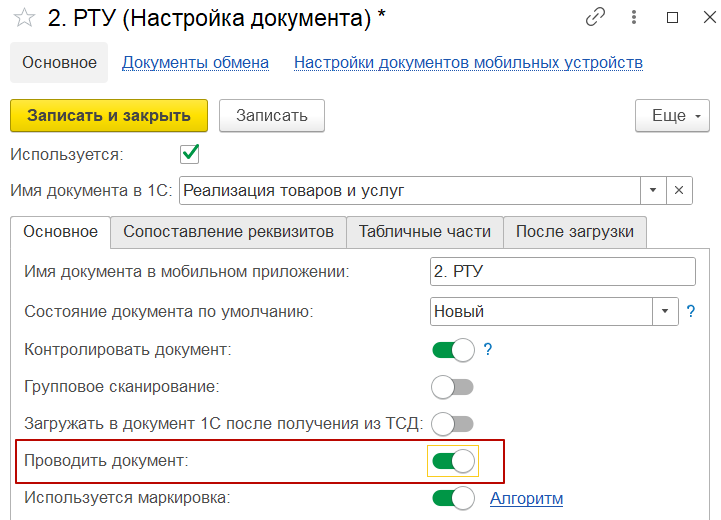 2. РТУ (Настройка документа) *
Основное Документы обмена Настройки документов мобильных устройств
Записать и закрыть Записать Еще
Используется:
Имя документа в 1С: Реализация товаров и услуг
Основное Сопоставление реквизитов Табличные части После загрузки
Имя документа в мобильном приложении: 2. РТУ
Состояние документа по умолчанию: Новый ?
Контролировать документ: ?
Групповое сканирование:
Загружать в документ 1С после получения из ТСД:
Проводить документ:
Используется маркировка: Алгоритм